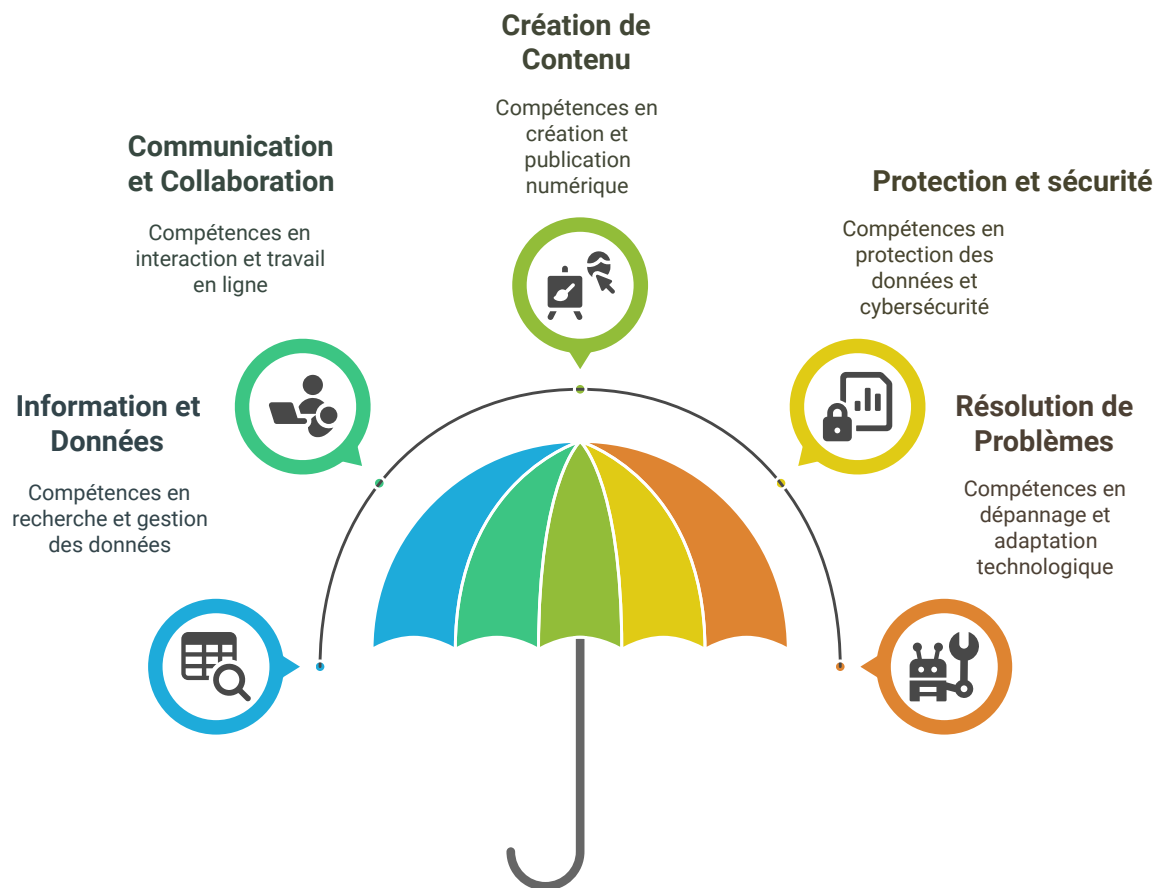 Création de
Contenu
Compétences en
création et
publication
numérique
Communication
et Collaboration
Compétences en
interaction et travail
en ligne
Protection et sécurité
Compétences en
protection des
données et
cybersécurité
Information et
Données
Compétences en
recherche et gestion
des données
Résolution de
Problèmes
Compétences en
dépannage et
adaptation
technologique